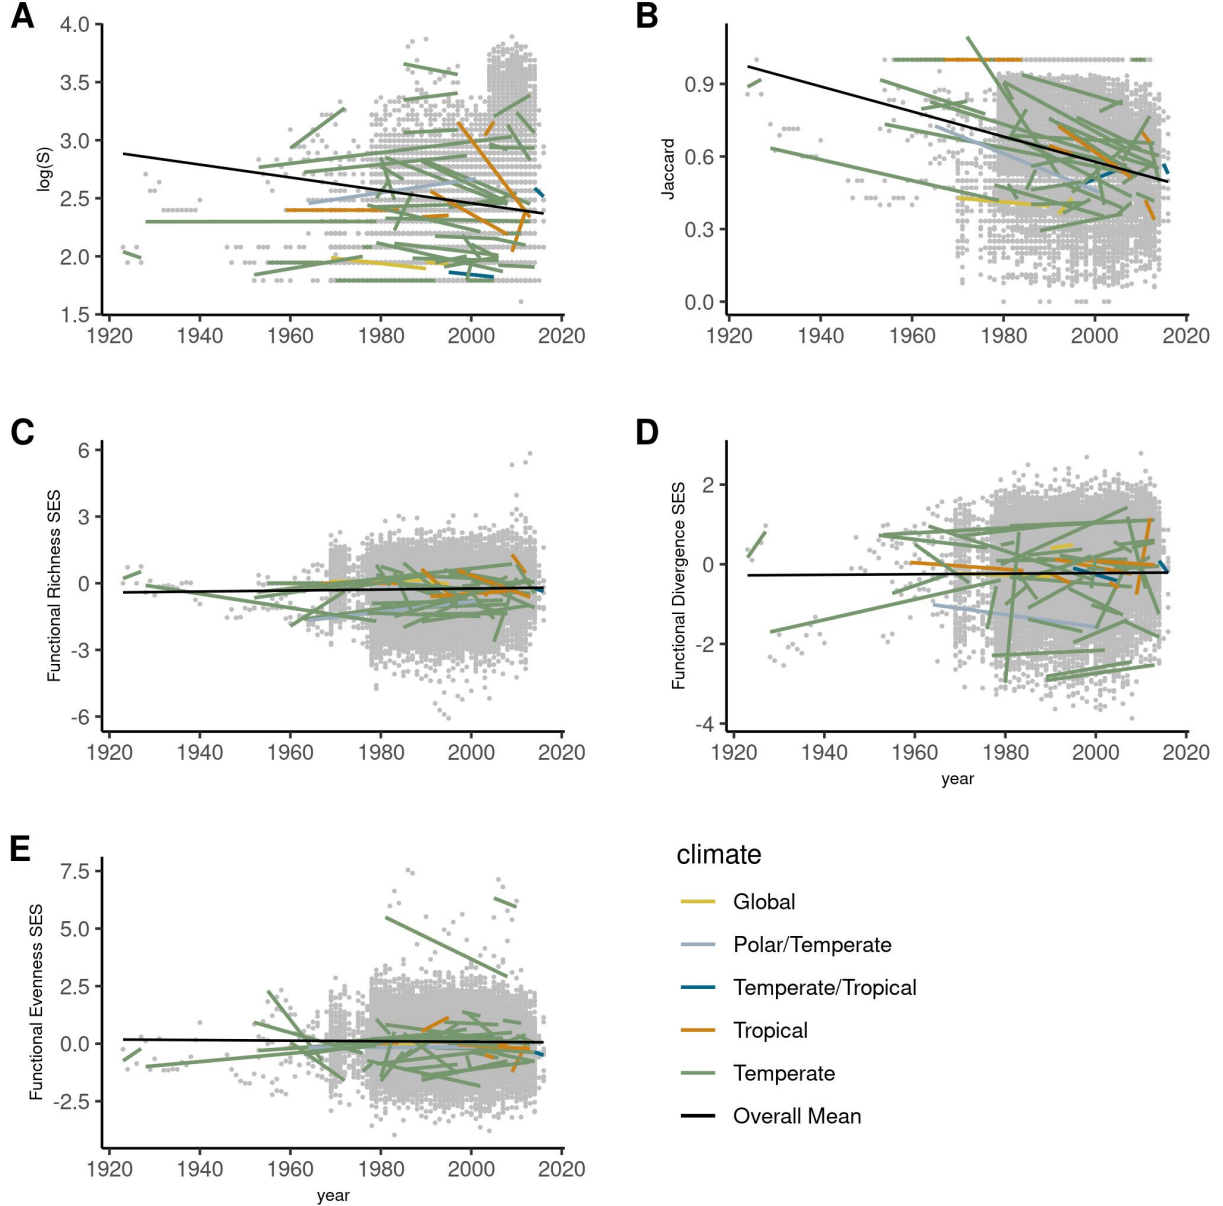 A
4.0
3.5
3.0
2.5
2.0
1.5
log(S)
1920 1940 1960 1980 2000 2020
B
0.9
0.6
0.3
0.0
Jaccard
1920 1940 1960 1980 2000 2020
C
6
3
0
-3
-6
Functional Richness SES
1920 1940 1960 1980 2000 2020
D
2
0
-2
-4
Functional Divergence SES
1920 1940 1960 1980 2000 2020
year
E
7.5
5.0
2.5
0.0
-2.5
Functional Evenness SES
1920 1940 1960 1980 2000 2020
year
climate
Global
Polar/Temperate
Temperate/Tropical
Tropical
Temperate
Overall Mean